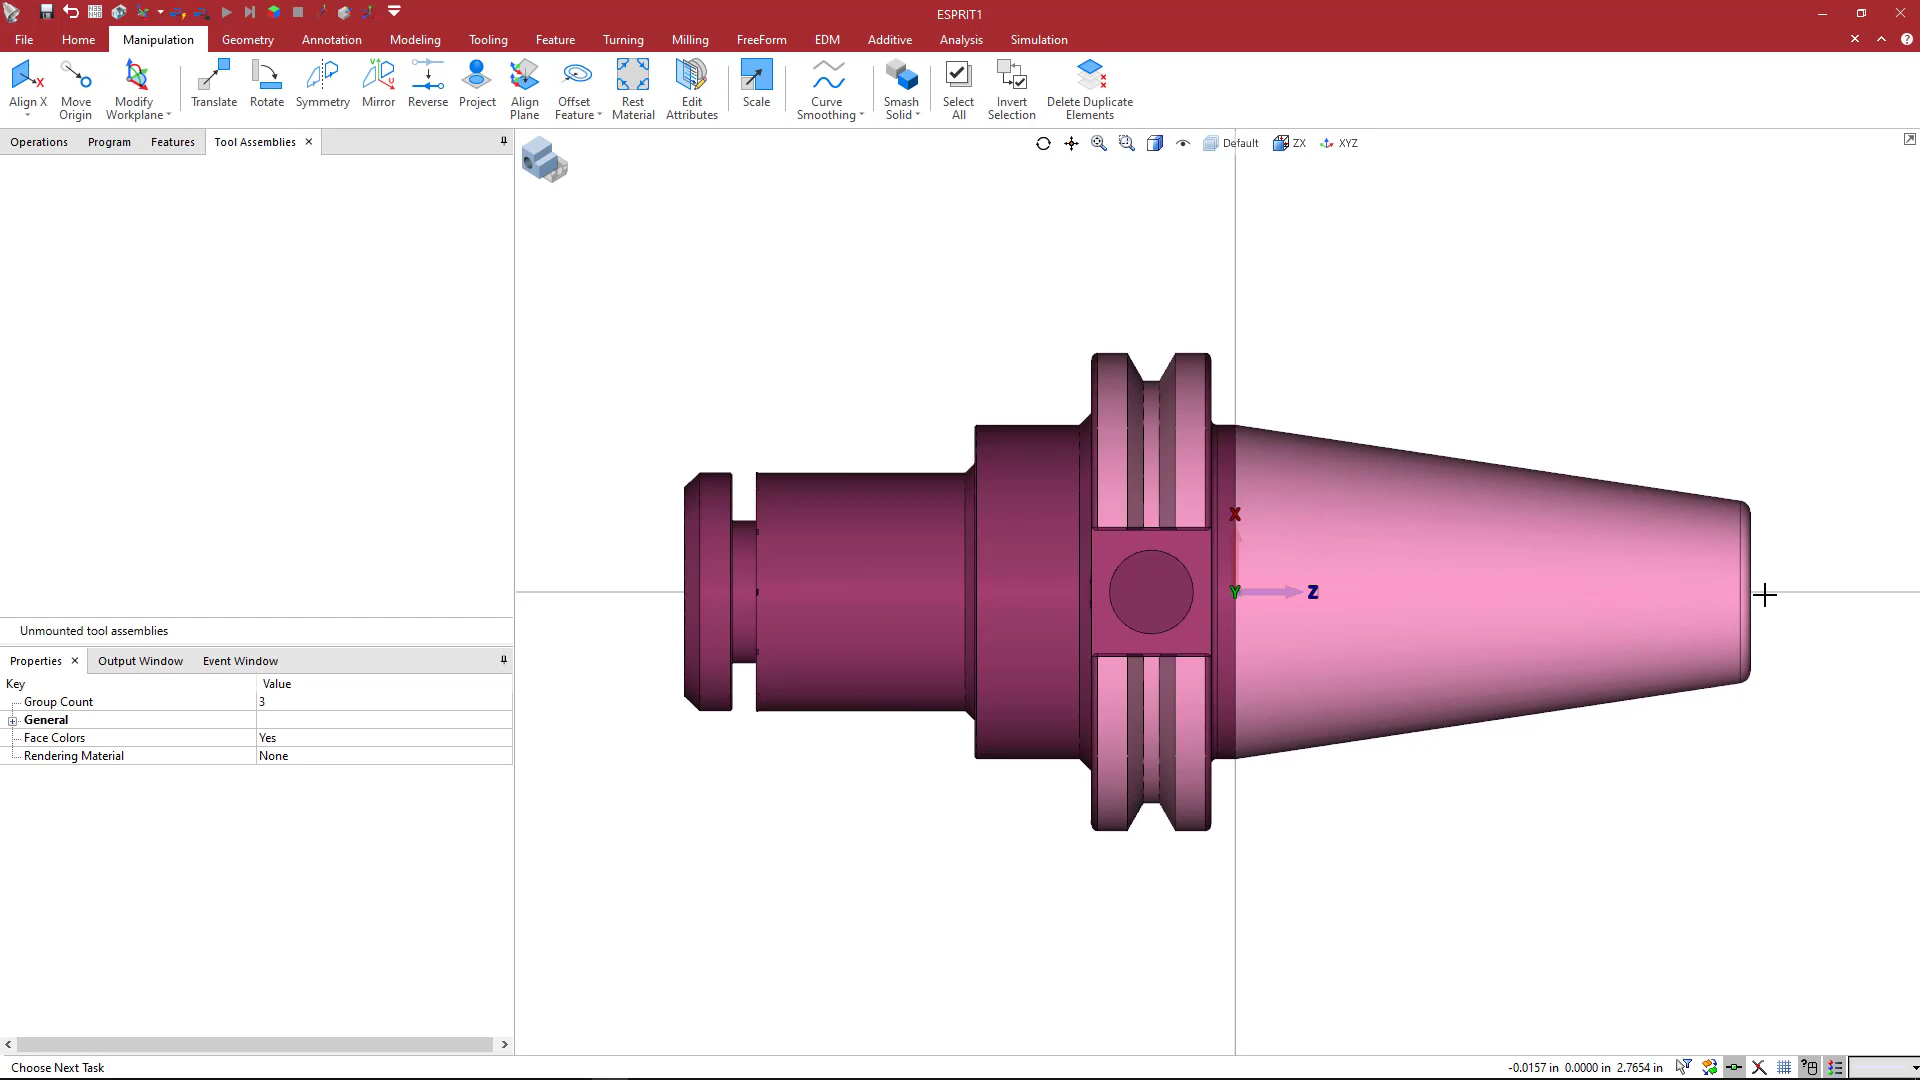 ESPRIT1
File Home Manipulation Geometry Annotation Modeling Tooling Feature Turning Milling FreeForm EDM Additive Analysis Simulation
Align X
Move Origin
Modify Workplane
Translate
Rotate
Symmetry
Mirror
Reverse
Project
Align Plane
Offset Feature
Rest Material
Edit Attributes
Scale
Curve Smoothing
Smash Solid
Select All
Invert Selection
Delete Duplicate Elements
Operations Program Features Tool Assemblies
Default ZX XYZ
X
Y Z
Unmounted tool assemblies
Properties Output Window Event Window
Key Value
Group Count 3
General
Face Colors Yes
Rendering Material None
Choose Next Task
-0.0157 in 0.0000 in 2.7654 in